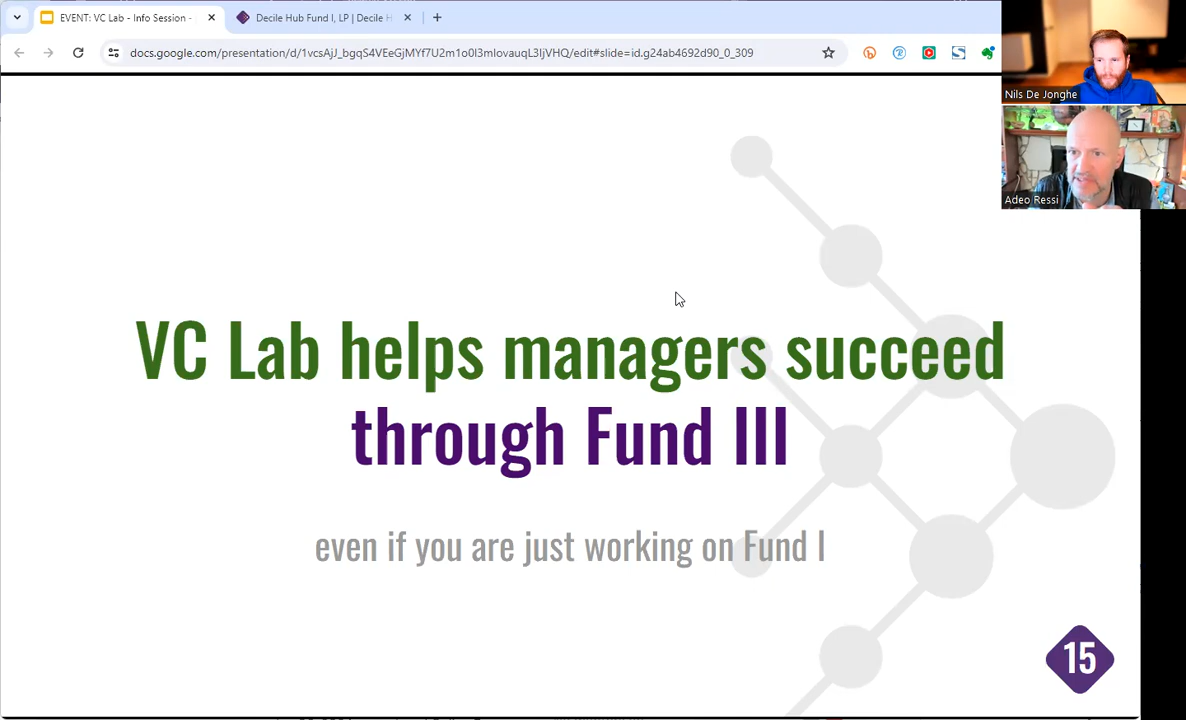 EVENT: VC Lab - Info Session -
Decile Hub Fund I, LP | Decile H
docs.google.com/presentation/d/1vcsAjJ_bgqS4VEeGiMYf7U2m1o0l3mIovauqL3IjVHQ/edit#slide=id.g24ab4692d90_0_309
Nils De Jonghe
Adeo Ressi
VC Lab helps managers succeed
through Fund III
even if you are just working on Fund I
15